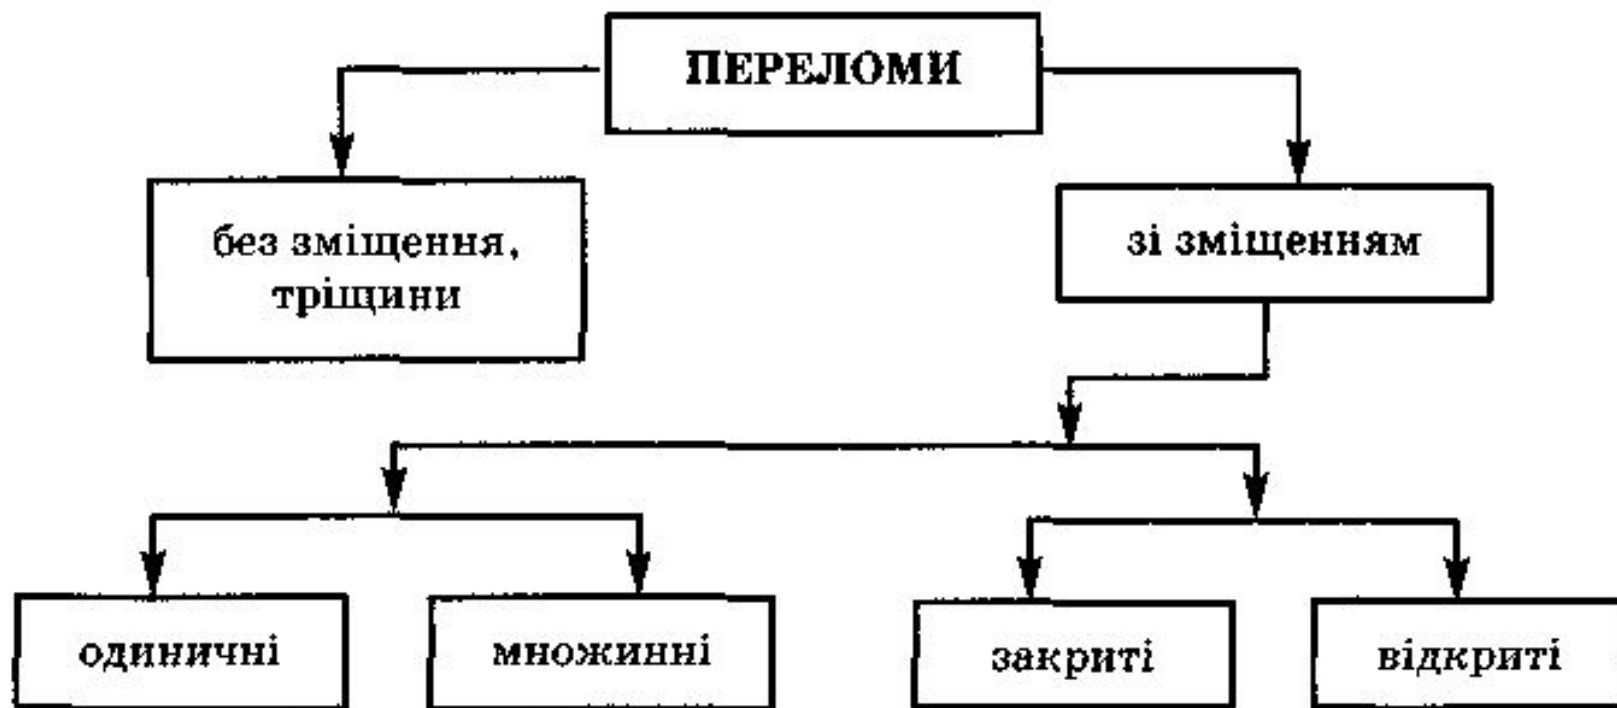 ПЕРЕЛОМИ
без зміщення,
тріщини
зі зміщенням
одиничні
множинні
закриті
відкриті